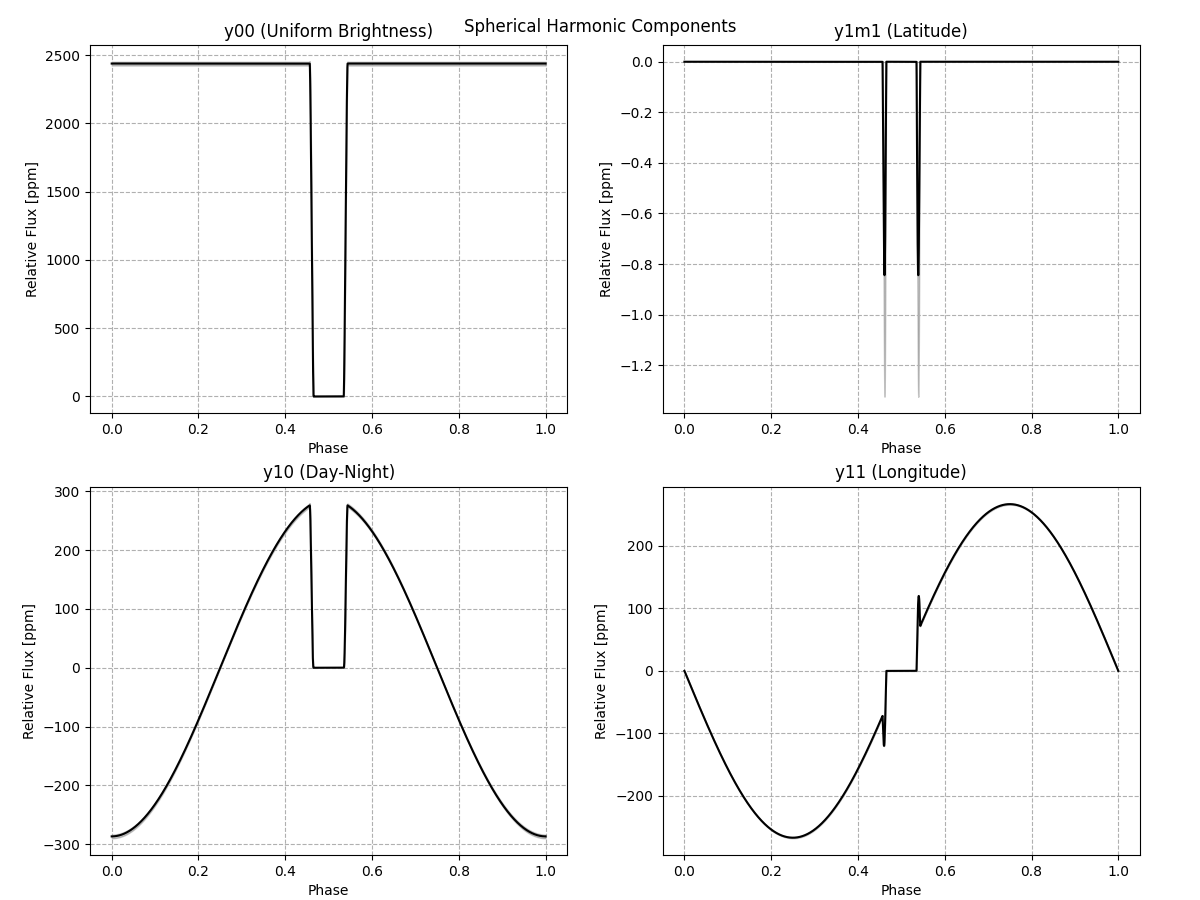 Spherical Harmonic Components
y00 (Uniform Brightness)
2500
2000
1500
1000
500
0
Relative Flux [ppm]
0.0 0.2 0.4 0.6 0.8 1.0
Phase
y1m1 (Latitude)
0.0
−0.2
−0.4
−0.6
−0.8
−1.0
−1.2
Relative Flux [ppm]
0.0 0.2 0.4 0.6 0.8 1.0
Phase
y10 (Day-Night)
300
200
100
0
−100
−200
−300
Relative Flux [ppm]
0.0 0.2 0.4 0.6 0.8 1.0
Phase
y11 (Longitude)
200
100
0
−100
−200
Relative Flux [ppm]
0.0 0.2 0.4 0.6 0.8 1.0
Phase